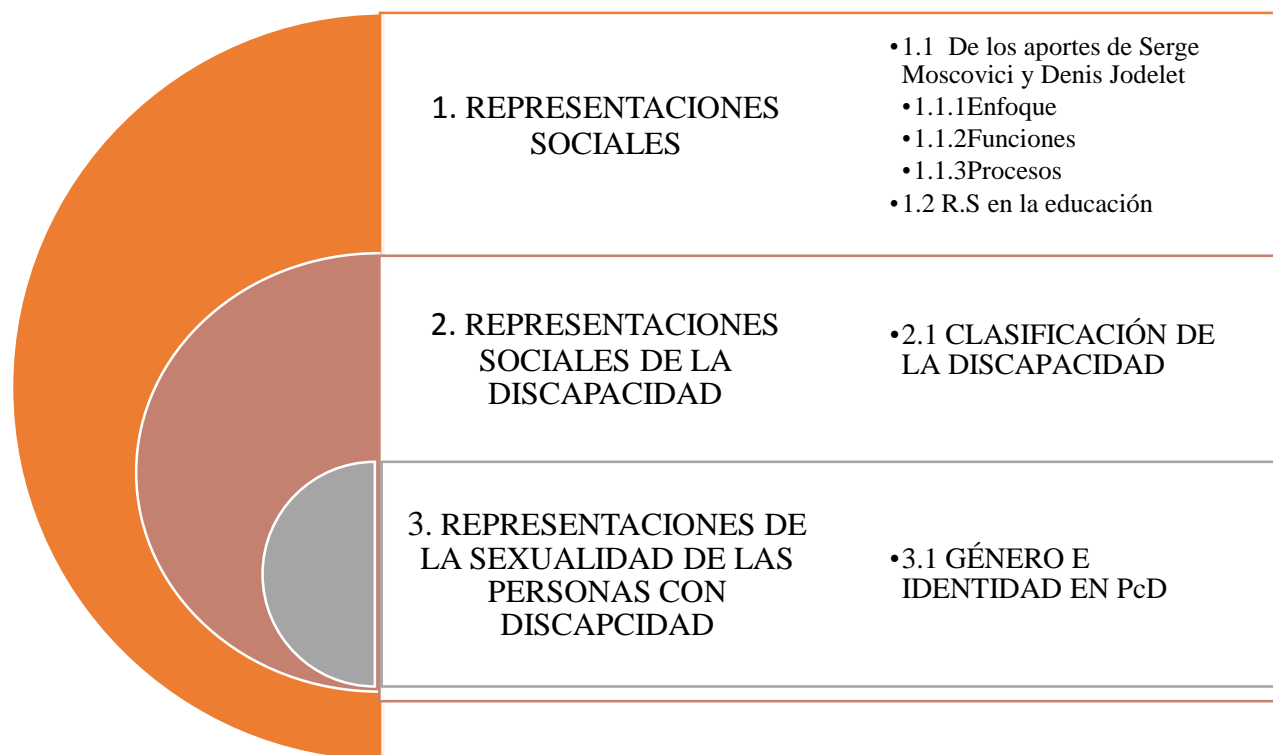 1. REPRESENTACIONES
SOCIALES
•1.1 De los aportes de Serge
Moscovici y Denis Jodelet
•1.1.1Enfoque
•1.1.2Funciones
•1.1.3Procesos
•1.2 R.S en la educación
2. REPRESENTACIONES
SOCIALES DE LA
DISCAPACIDAD
•2.1 CLASIFICACIÓN DE
LA DISCAPACIDAD
3. REPRESENTACIONES DE
LA SEXUALIDAD DE LAS
PERSONAS CON
DISCAPCIDAD
•3.1 GÉNERO E
IDENTIDAD EN PcD